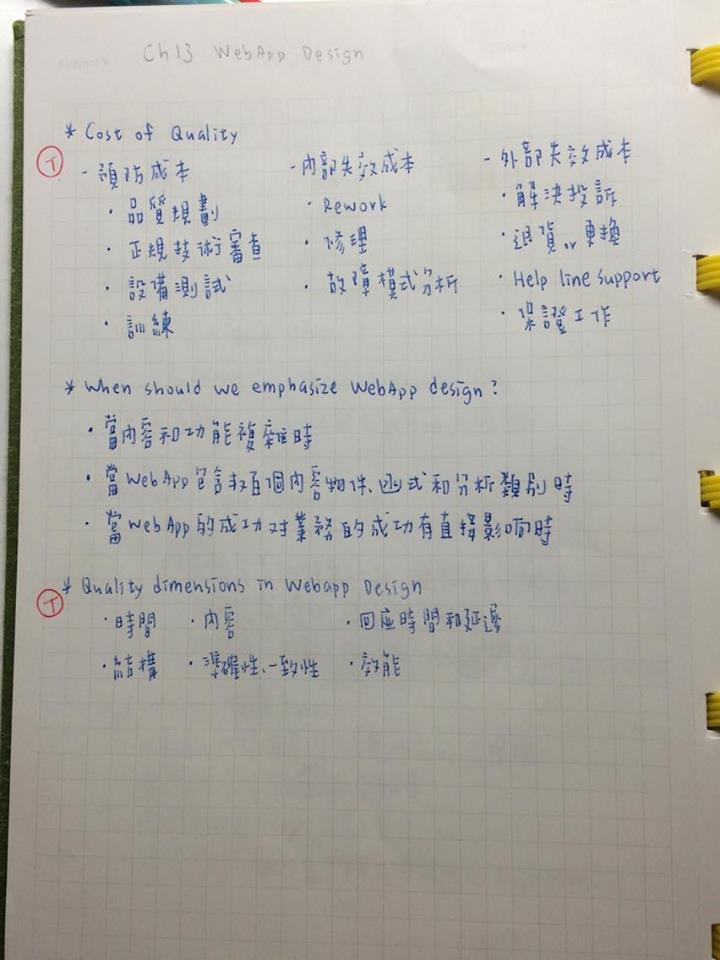 Ch13 WebApp Design
* Cost of Quality
T
- 預防成本
· 品質規劃
· 正規技術審查
· 設備測試
· 訓練
- 內部失效成本
· Rework
· 修理
· 故障模式分析
- 外部失效成本
· 解決投訴
· 退貨 or 更換
· Help line support
· 保證工作
* When should we emphasize WebApp design?
· 當內容和功能複雜時
· 當WebApp包含數百個內容物件、函式和分析類別時
· 當WebApp的成功对業務的成功有直接影响時
T
* Quality dimensions in Webapp Design
· 時間 · 內容 · 回应時間和延遲
· 結構 · 準確性、一致性 · 效能